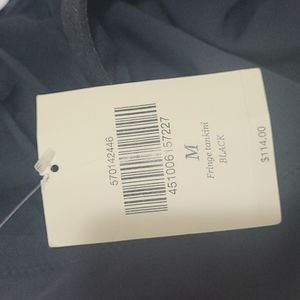 570142446
451006157227
M
Fringe tankini
BLACK
$114.00